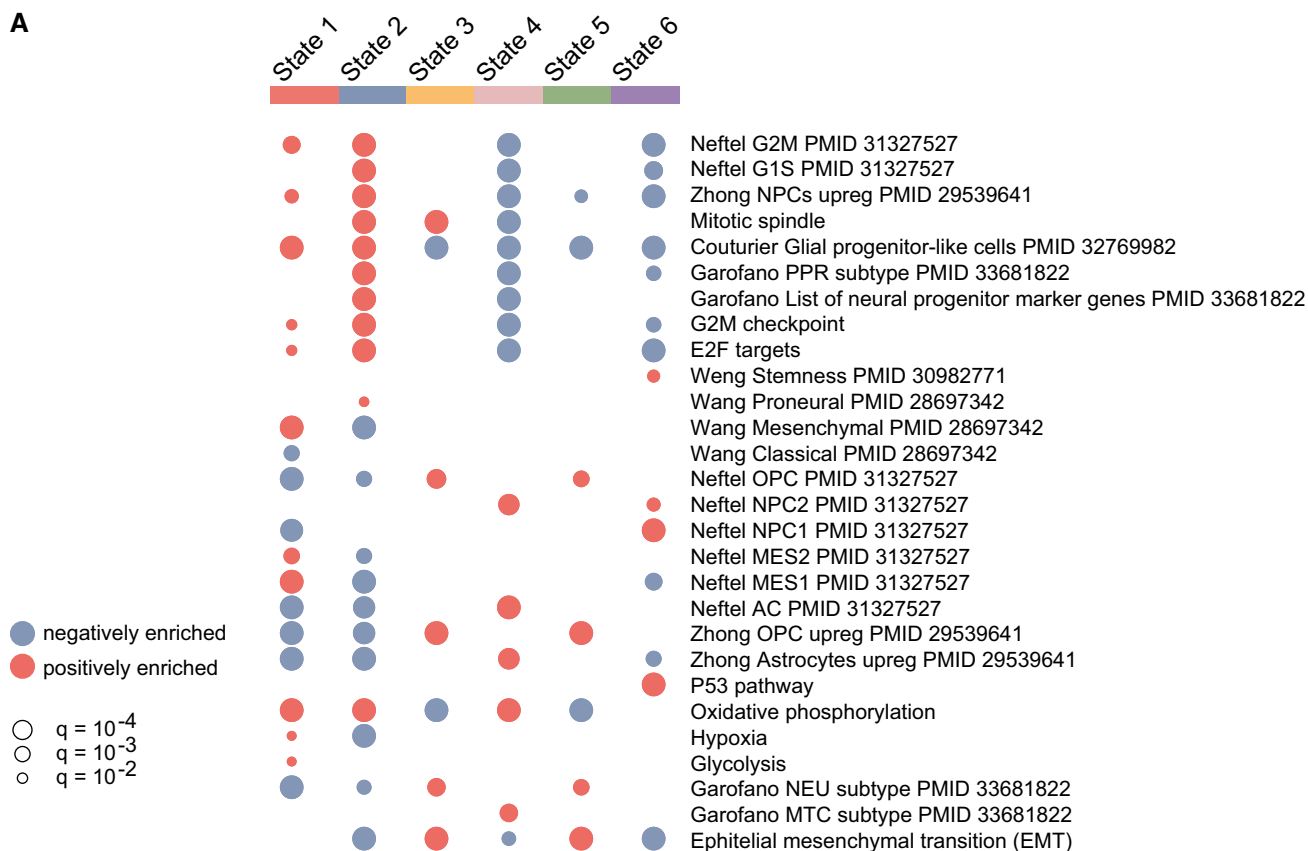 A
State 1
State 2
State 3
State 4
State 5
State 6
Neftel G2M PMID 31327527
Neftel G1S PMID 31327527
Zhong NPCs upreg PMID 29539641
Mitotic spindle
Couturier Glial progenitor-like cells PMID 32769982
Garofano PPR subtype PMID 33681822
Garofano List of neural progenitor marker genes PMID 33681822
G2M checkpoint
E2F targets
Weng Stemness PMID 30982771
Wang Proneural PMID 28697342
Wang Mesenchymal PMID 28697342
Wang Classical PMID 28697342
Neftel OPC PMID 31327527
Neftel NPC2 PMID 31327527
Neftel NPC1 PMID 31327527
Neftel MES2 PMID 31327527
Neftel MES1 PMID 31327527
Neftel AC PMID 31327527
Zhong OPC upreg PMID 29539641
Zhong Astrocytes upreg PMID 29539641
P53 pathway
Oxidative phosphorylation
Hypoxia
Glycolysis
Garofano NEU subtype PMID 33681822
Garofano MTC subtype PMID 33681822
Ephitelial mesenchymal transition (EMT)
negatively enriched
positively enriched
q = 10^-4
q = 10^-3
q = 10^-2